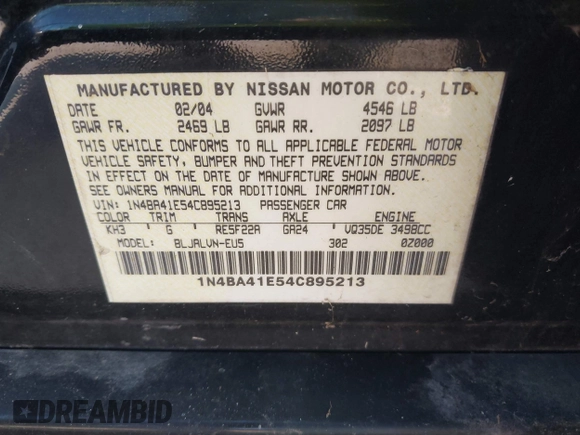 MANUFACTURED BY NISSAN MOTOR CO., LTD.
DATE 02/04 GVWR 4546 LB
GAWR FR. 2469 LB GAWR RR. 2097 LB
THIS VEHICLE CONFORMS TO ALL APPLICABLE FEDERAL MOTOR
VEHICLE SAFETY, BUMPER AND THEFT PREVENTION STANDARDS
IN EFFECT ON THE DATE OF MANUFACTURE SHOWN ABOVE.
SEE OWNERS MANUAL FOR ADDITIONAL INFORMATION.
VIN: 1N4BA41E54C895213 PASSENGER CAR
COLOR TRIM TRANS AXLE ENGINE
KH3 G RE5F22A GA24 VQ35DE 3498CC
MODEL: BLJALVN-EU5 302 0Z000
1N4BA41E54C895213
DREAMBID